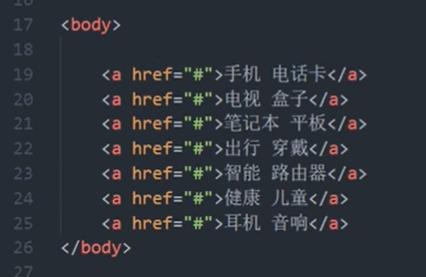 17 <body>
18
19 <a href="#">手机 电话卡</a>
20 <a href="#">电视 盒子</a>
21 <a href="#">笔记本 平板</a>
22 <a href="#">出行 穿戴</a>
23 <a href="#">智能 路由器</a>
24 <a href="#">健康 儿童</a>
25 <a href="#">耳机 音响</a>
26 </body>
27